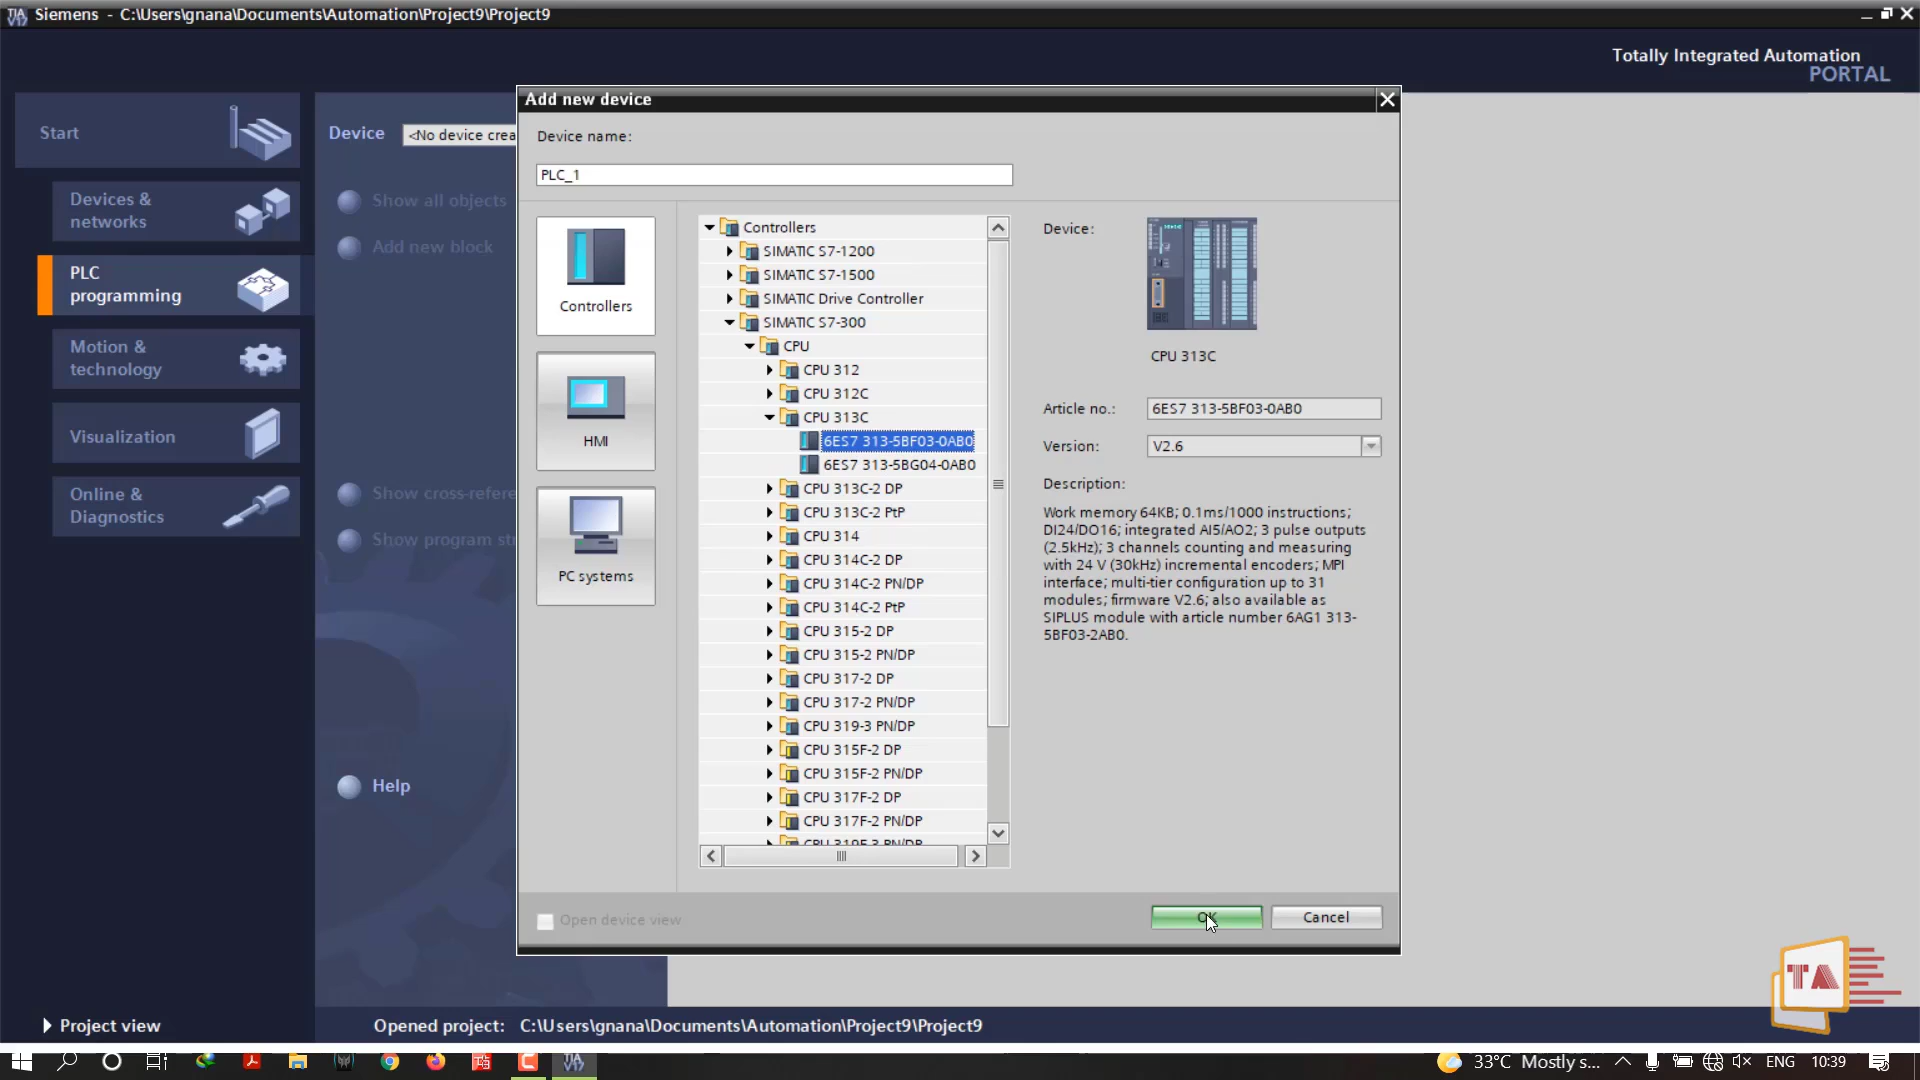 Siemens - C:\Users\gnana\Documents\Automation\Project9\Project9
Totally Integrated Automation
PORTAL
Start
Devices &
networks
PLC
programming
Motion &
technology
Visualization
Online &
Diagnostics
Device
<No device crea
Show all objects
Add new block
Show cross-refere
Show program str
Help
Add new device
Device name:
PLC_1
Controllers
HMI
PC systems
Controllers
SIMATIC S7-1200
SIMATIC S7-1500
SIMATIC Drive Controller
SIMATIC S7-300
CPU
CPU 312
CPU 312C
CPU 313C
6ES7 313-5BF03-0AB0
6ES7 313-5BG04-0AB0
CPU 313C-2 DP
CPU 313C-2 PtP
CPU 314
CPU 314C-2 DP
CPU 314C-2 PN/DP
CPU 314C-2 PtP
CPU 315-2 DP
CPU 315-2 PN/DP
CPU 317-2 DP
CPU 317-2 PN/DP
CPU 319-3 PN/DP
CPU 315F-2 DP
CPU 315F-2 PN/DP
CPU 317F-2 DP
CPU 317F-2 PN/DP
CPU 319F-3 PN/DP
Device:
CPU 313C
Article no.: 6ES7 313-5BF03-0AB0
Version: V2.6
Description:
Work memory 64KB; 0.1ms/1000 instructions;
DI24/DO16; integrated AI5/AO2; 3 pulse outputs
(2.5kHz); 3 channels counting and measuring
with 24 V (30kHz) incremental encoders; MPI
interface; multi-tier configuration up to 31
modules; firmware V2.6; also available as
SIPLUS module with article number 6AG1 313-
5BF03-2AB0.
Open device view
OK
Cancel
TA
Project view
Opened project: C:\Users\gnana\Documents\Automation\Project9\Project9
33°C Mostly s... ENG 10:39